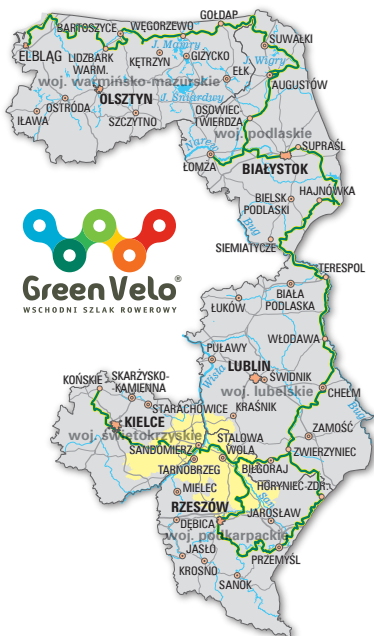 GOŁDAP
BARTOSZYCE
WĘGORZEWO
SUWAŁKI
J. Mamry
GIŻYCKO
ELBLĄG
LIDZBARK
WARM.
KĘTRZYN
J. Wigry
EŁK
woj. warmińsko-mazurskie
AUGUSTÓW
OLSZTYN
J. Śniardwy
OSTRÓDA
OSOWIEC
TWIERDZA
IŁAWA
SZCZYTNO
woj. podlaskie
Narew
SUPRAŚL
ŁOMŻA
BIAŁYSTOK
HAJNÓWKA
BIELSK
PODLASKI
Bug
SIEMIATYCZE
Green Velo®
WSCHODNI SZLAK ROWEROWY
TERESPOL
BIAŁA
PODLASKA
ŁUKÓW
WŁODAWA
PUŁAWY
LUBLIN
Wisła
ŚWIDNIK
KOŃSKIE
SKARŻYSKO-
KAMIENNA
woj. lubelskie
CHEŁM
STARACHOWICE
KRAŚNIK
Bug
KIELCE
ZAMOŚĆ
woj. świętokrzyskie
STALOWA
WOLA
SANDOMIERZ
ZWIERZYNIEC
TARNOBRZEG
BIŁGORAJ
MIELEC
HORYNIEC-ZDR.
San
RZESZÓW
JAROSŁAW
DĘBICA
woj. podkarpackie
JASŁO
PRZEMYŚL
KROSNO
SANOK